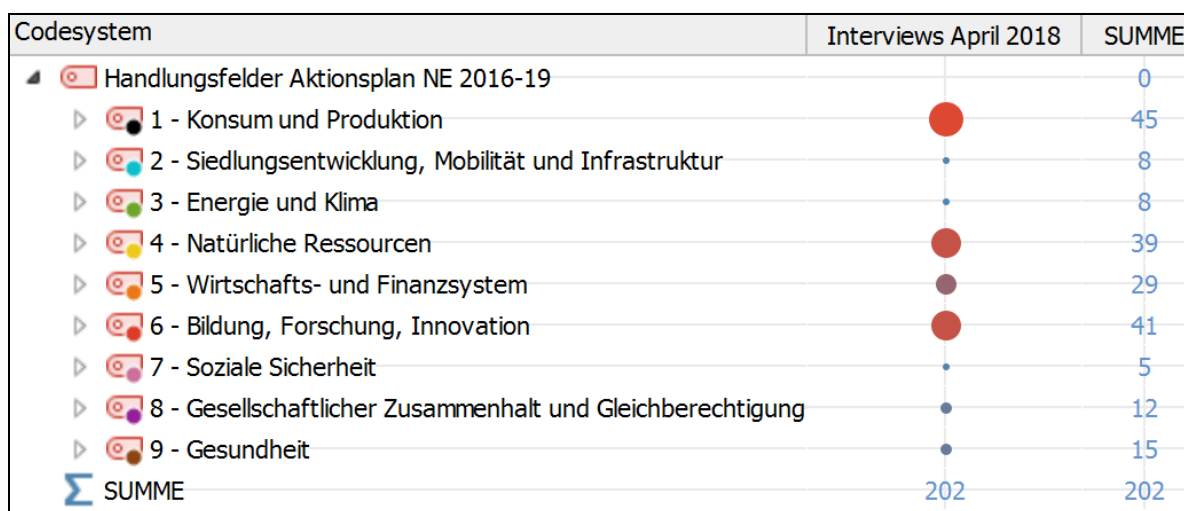 Codesystem Interviews April 2018 SUMME
Handlungsfelder Aktionsplan NE 2016-19 0
1 - Konsum und Produktion 45
2 - Siedlungsentwicklung, Mobilität und Infrastruktur 8
3 - Energie und Klima 8
4 - Natürliche Ressourcen 39
5 - Wirtschafts- und Finanzsystem 29
6 - Bildung, Forschung, Innovation 41
7 - Soziale Sicherheit 5
8 - Gesellschaftlicher Zusammenhalt und Gleichberechtigung 12
9 - Gesundheit 15
Σ SUMME 202 202